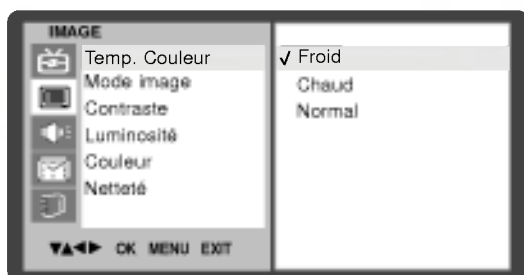 IMAGE
Temp. Couleur
Mode image
Contraste
Luminosité
Couleur
Netteté
✓ Froid
Chaud
Normal
▼▲◀▶ OK MENU EXIT